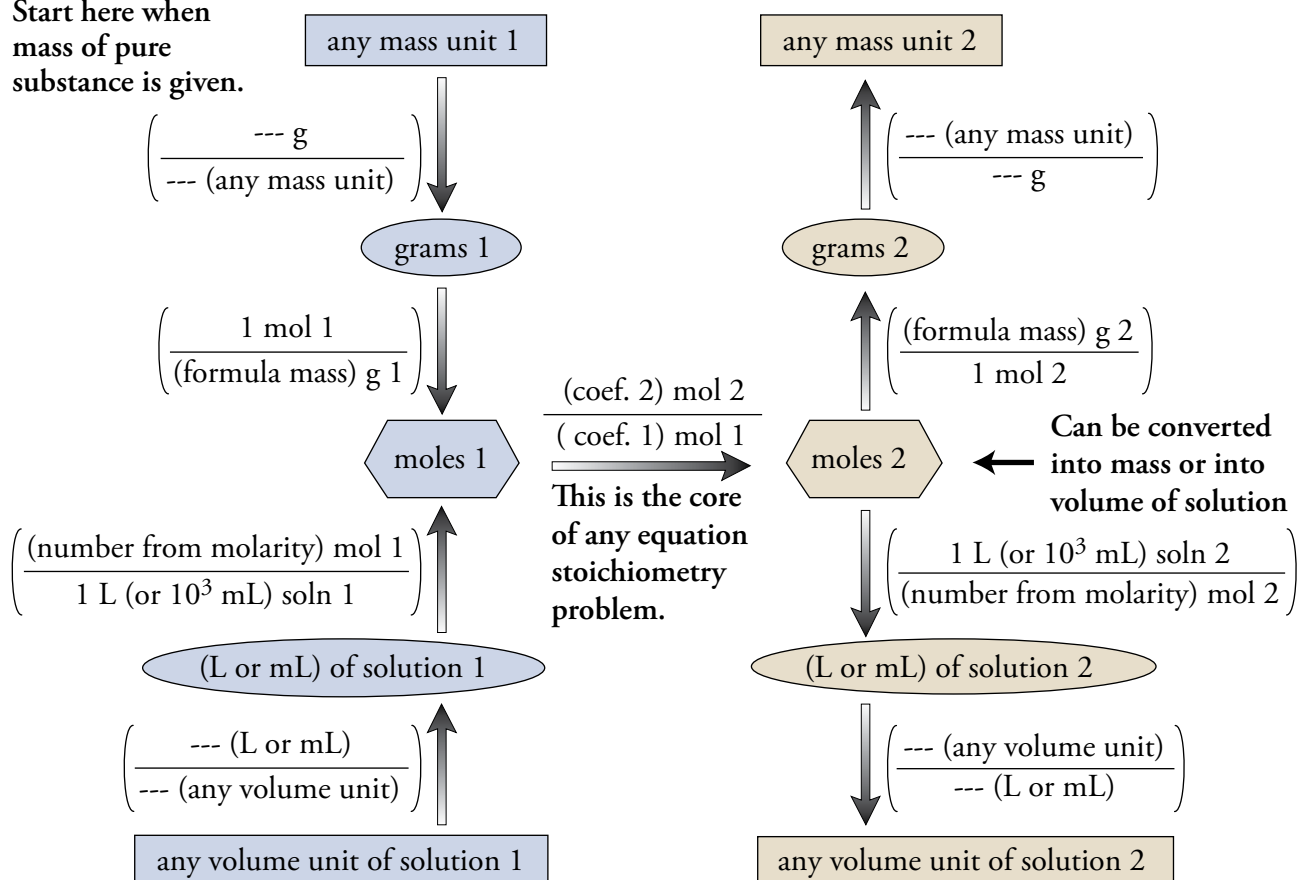 Start here when
mass of pure
substance is given.
any mass unit 1
any mass unit 2
--- g
--- (any mass unit)
--- (any mass unit)
--- g
grams 1
grams 2
1 mol 1
(formula mass) g 1
(formula mass) g 2
1 mol 2
(coef. 2) mol 2
( coef. 1) mol 1
moles 1
moles 2
Can be converted
into mass or into
volume of solution
This is the core
of any equation
stoichiometry
problem.
(number from molarity) mol 1
1 L (or 10³ mL) soln 1
1 L (or 10³ mL) soln 2
(number from molarity) mol 2
(L or mL) of solution 1
(L or mL) of solution 2
--- (L or mL)
--- (any volume unit)
--- (any volume unit)
--- (L or mL)
any volume unit of solution 1
any volume unit of solution 2